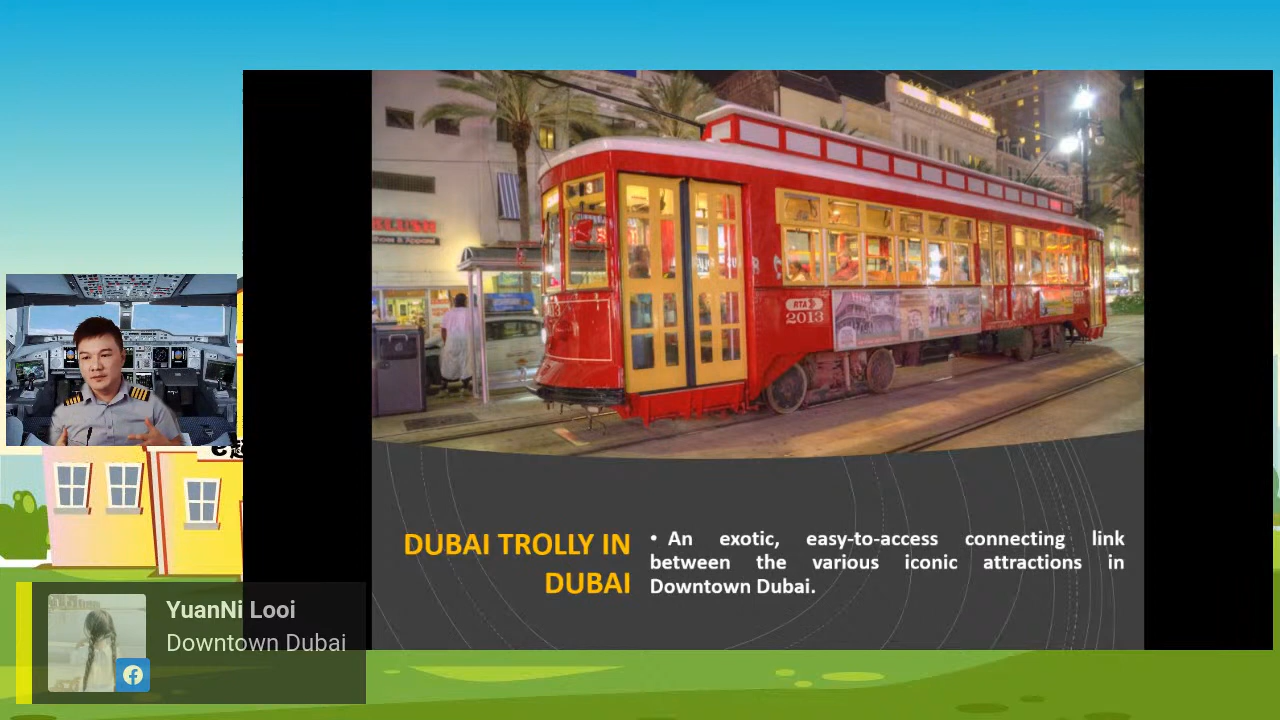 RTA
2013
DUBAI TROLLY IN
DUBAI
• An exotic, easy-to-access connecting link
between the various iconic attractions in
Downtown Dubai.
YuanNi Looi
Downtown Dubai